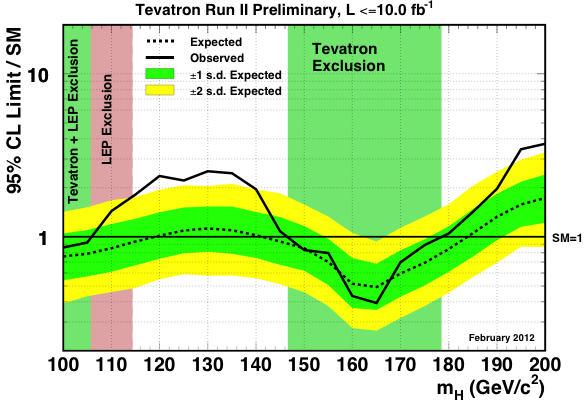 Tevatron Run II Preliminary, L <=10.0 fb⁻¹
95% CL Limit / SM
10
1
Tevatron + LEP Exclusion
LEP Exclusion
Expected
Observed
±1 s.d. Expected
±2 s.d. Expected
Tevatron
Exclusion
SM=1
February 2012
100 110 120 130 140 150 160 170 180 190 200
m_H (GeV/c²)